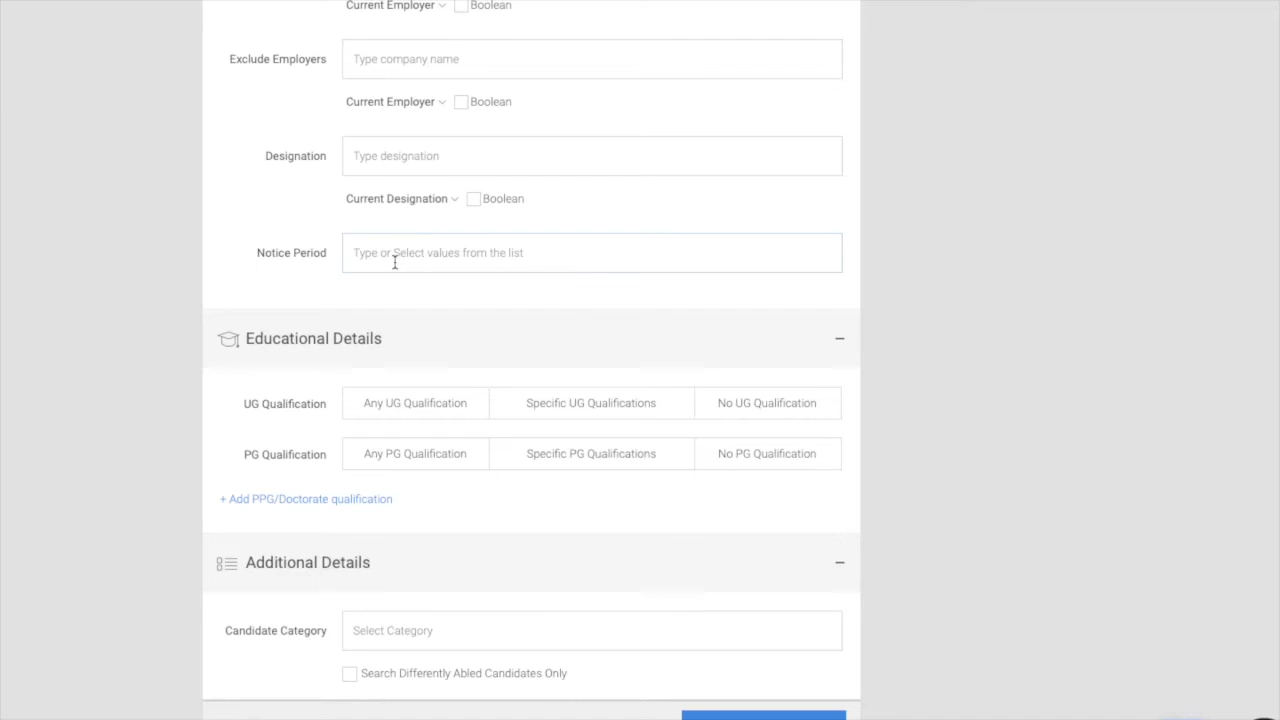 Current Employer Boolean
Exclude Employers Type company name
Current Employer Boolean
Designation Type designation
Current Designation Boolean
Notice Period Type or Select values from the list
Educational Details
UG Qualification Any UG Qualification Specific UG Qualifications No UG Qualification
PG Qualification Any PG Qualification Specific PG Qualifications No PG Qualification
+ Add PPG/Doctorate qualification
Additional Details
Candidate Category Select Category
Search Differently Abled Candidates Only